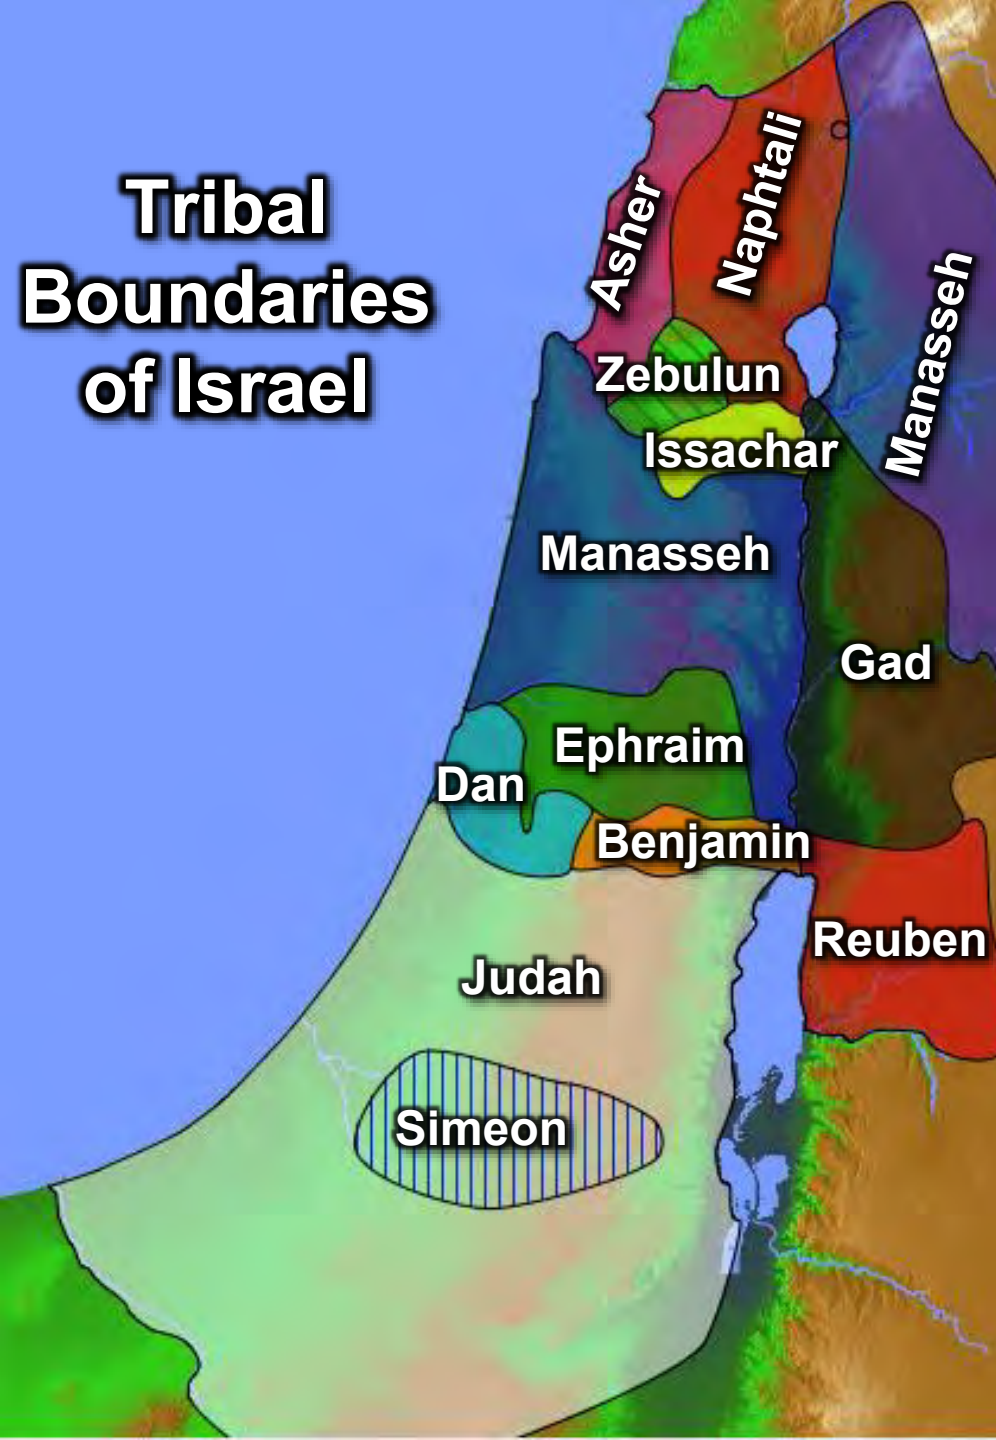 Tribal
Boundaries
of Israel
Asher
Naphtali
Manasseh
Zebulun
Issachar
Manasseh
Gad
Ephraim
Dan
Benjamin
Reuben
Judah
Simeon